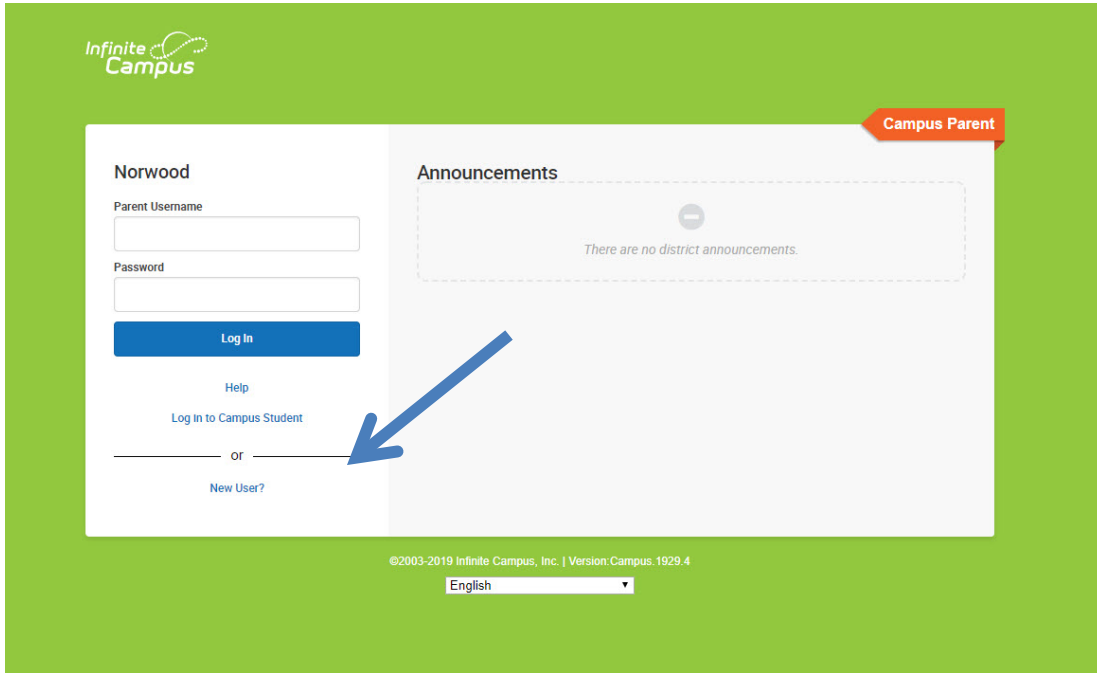 Infinite
Campus
Campus Parent
Norwood
Parent Username
Password
Log In
Help
Log in to Campus Student
or
New User?
Announcements
There are no district announcements.
©2003-2019 Infinite Campus, Inc. | Version:Campus.1929.4
English